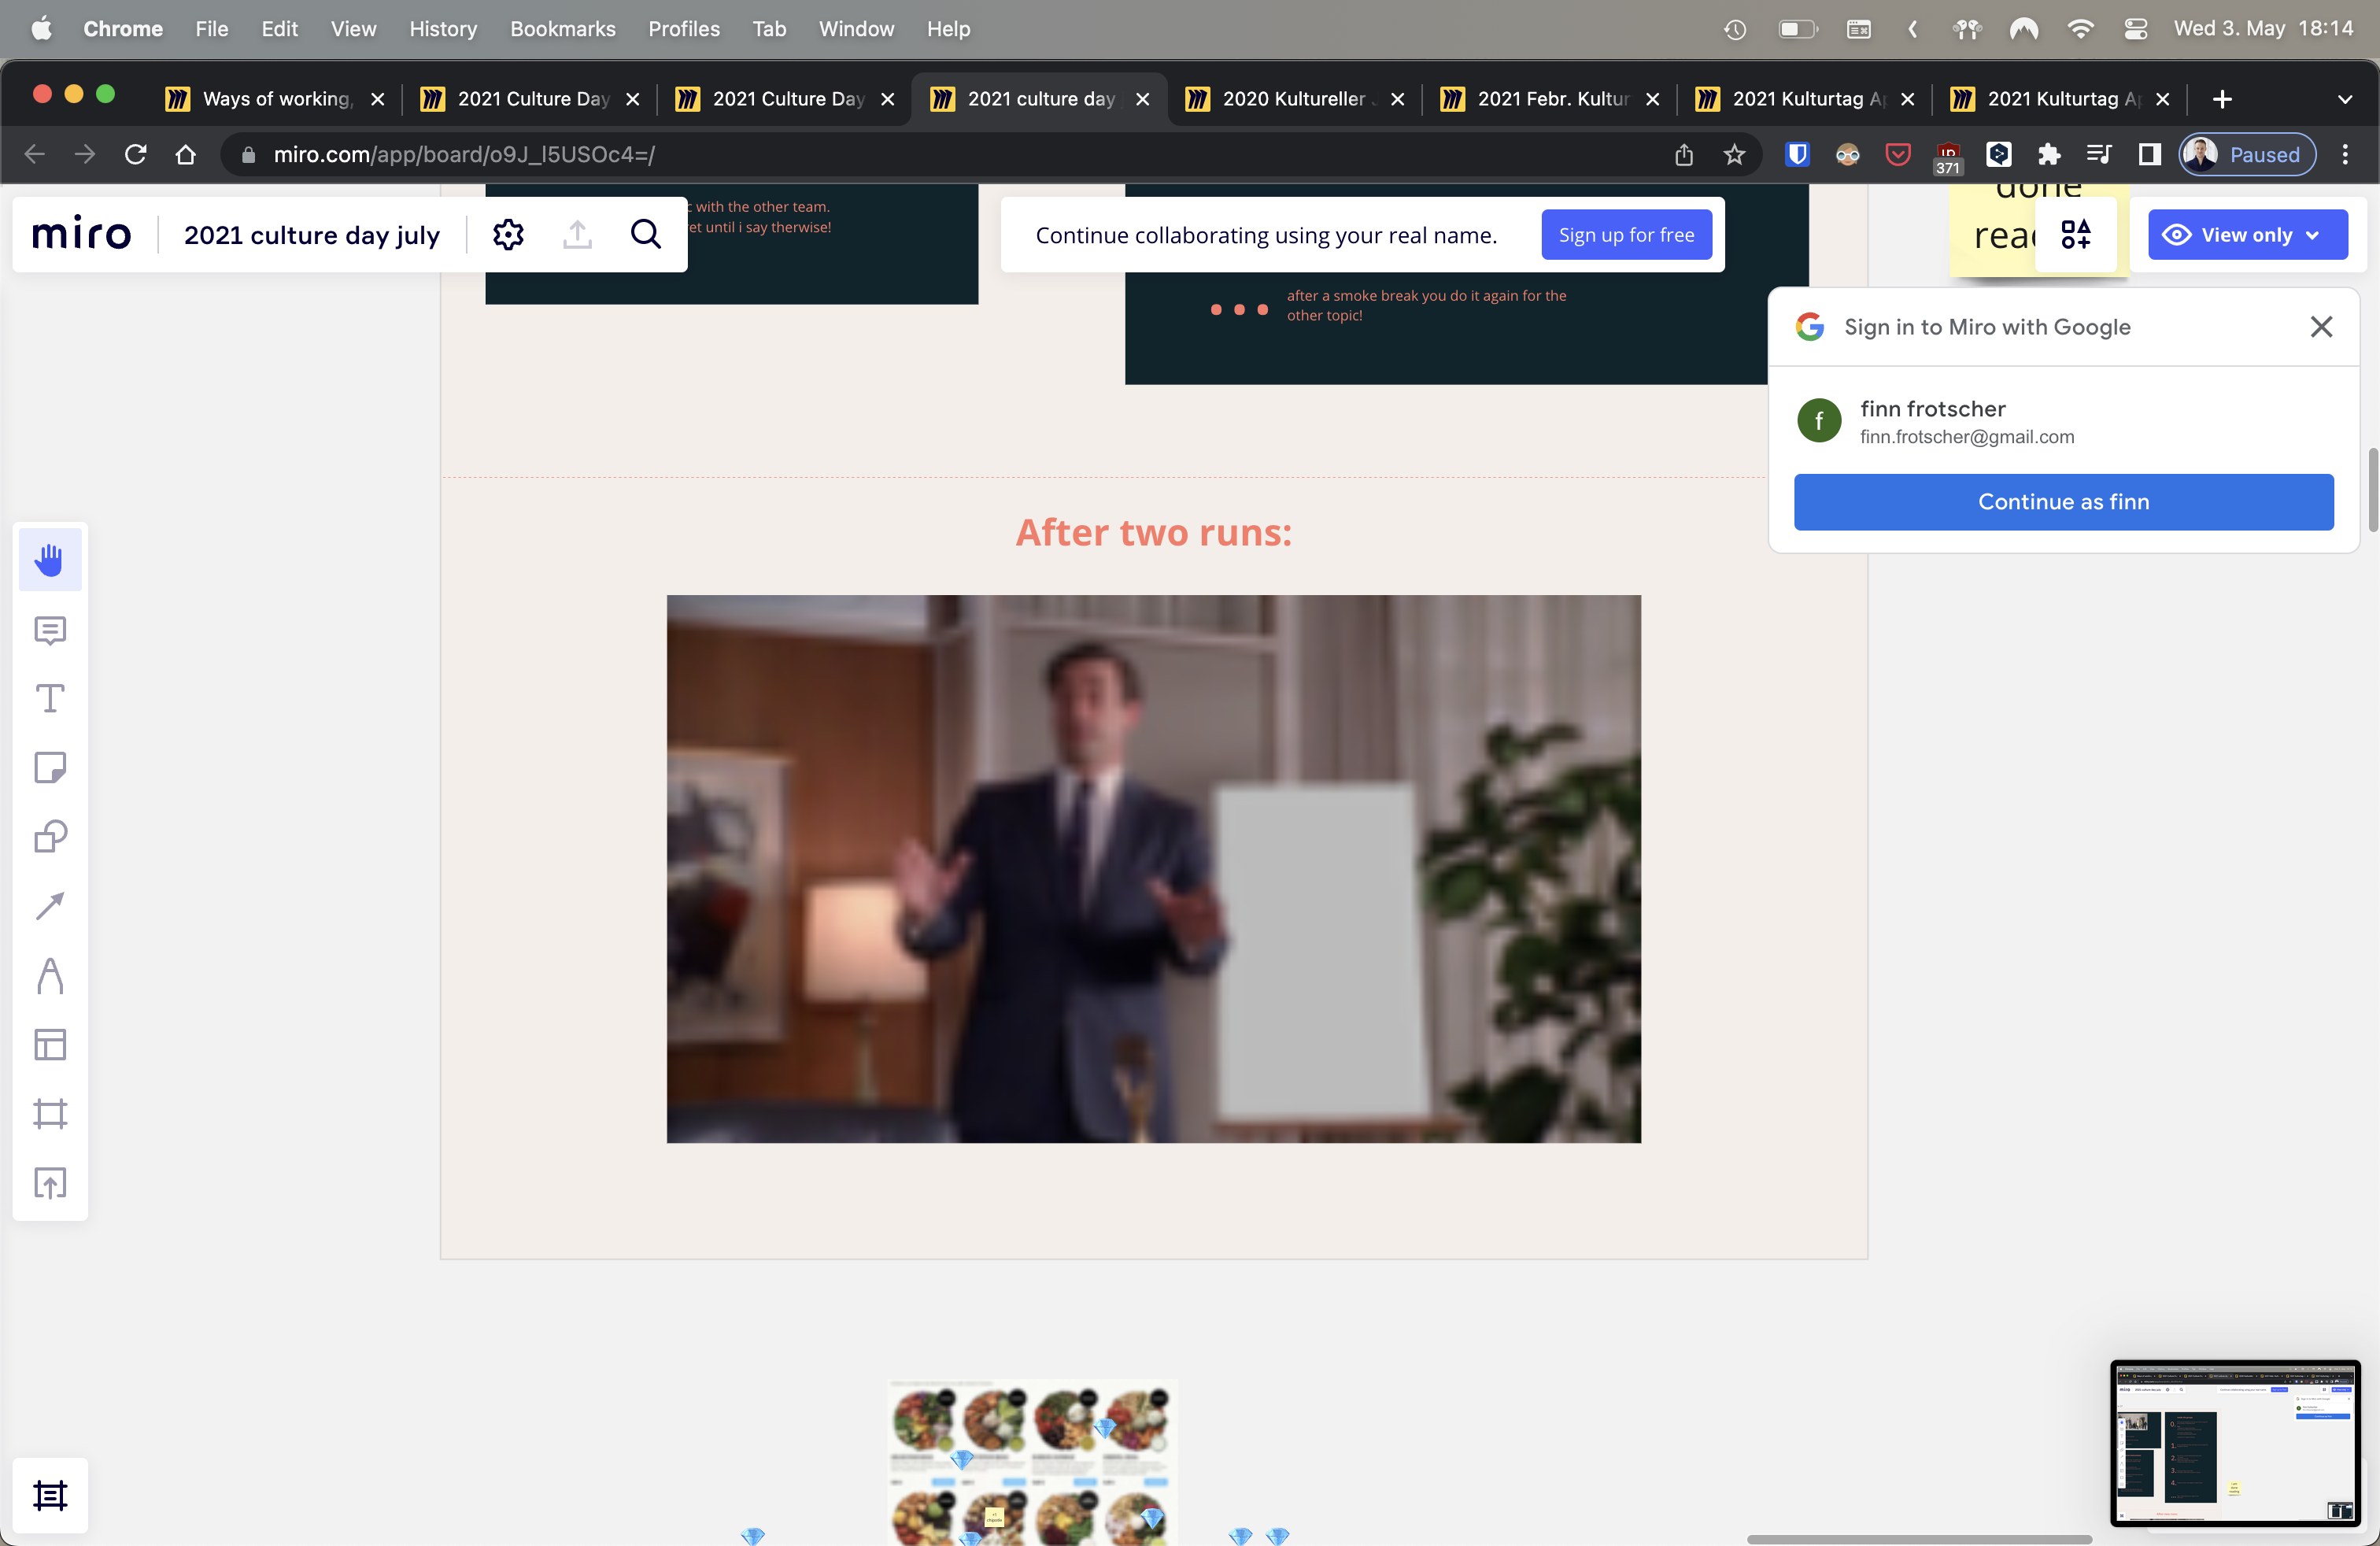 Chrome File Edit View History Bookmarks Profiles Tab Window Help Wed 3. May 18:14
Ways of working, 2021 Culture Day 2021 Culture Day 2021 culture day 2020 Kultureller 2021 Febr. Kultur 2021 Kulturtag 2021 Kulturtag
miro.com/app/board/o9J_l5USOc4=/ 371 Paused
done
miro 2021 culture day july
with the other team.
until i say therwise!
Continue collaborating using your real name. Sign up for free
View only
after a smoke break you do it again for the
other topic!
Sign in to Miro with Google
f
finn frotscher
finn.frotscher@gmail.com
Continue as finn
After two runs: